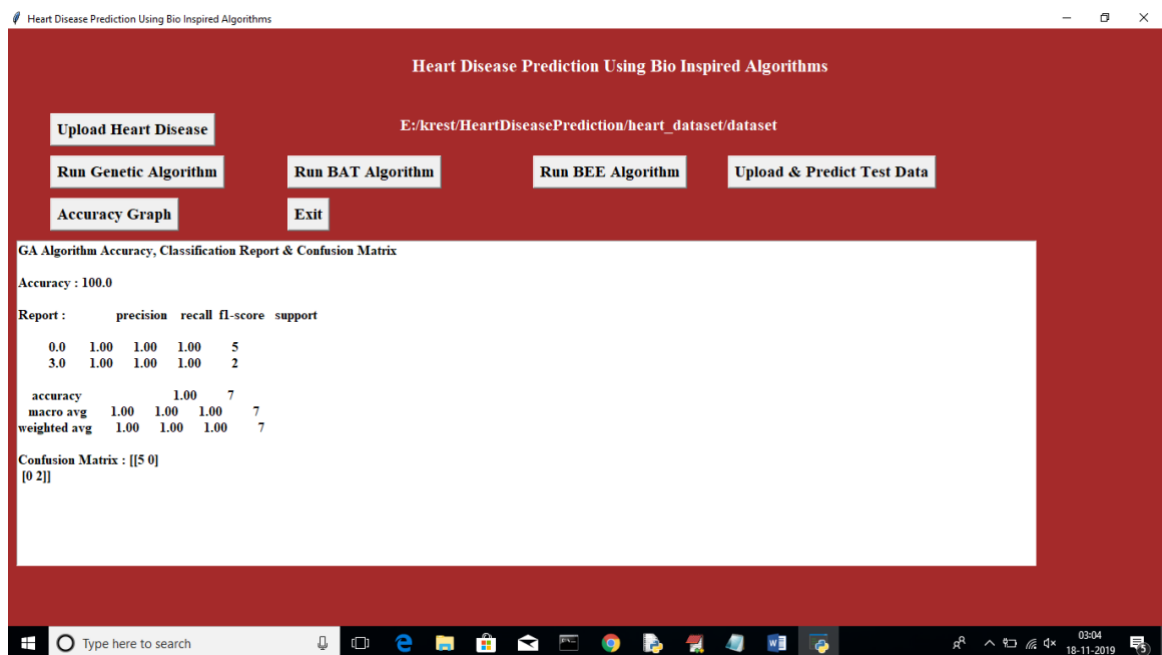 Heart Disease Prediction Using Bio Inspired Algorithms
Heart Disease Prediction Using Bio Inspired Algorithms
Upload Heart Disease
E:/krest/HeartDiseasePrediction/heart_dataset/dataset
Run Genetic Algorithm
Run BAT Algorithm
Run BEE Algorithm
Upload & Predict Test Data
Accuracy Graph
Exit
GA Algorithm Accuracy, Classification Report & Confusion Matrix
Accuracy : 100.0
Report : precision recall f1-score support
0.0 1.00 1.00 1.00 5
3.0 1.00 1.00 1.00 2
accuracy 1.00 7
macro avg 1.00 1.00 1.00 7
weighted avg 1.00 1.00 1.00 7
Confusion Matrix : [[5 0]
[0 2]]
Type here to search
03:04
18-11-2019